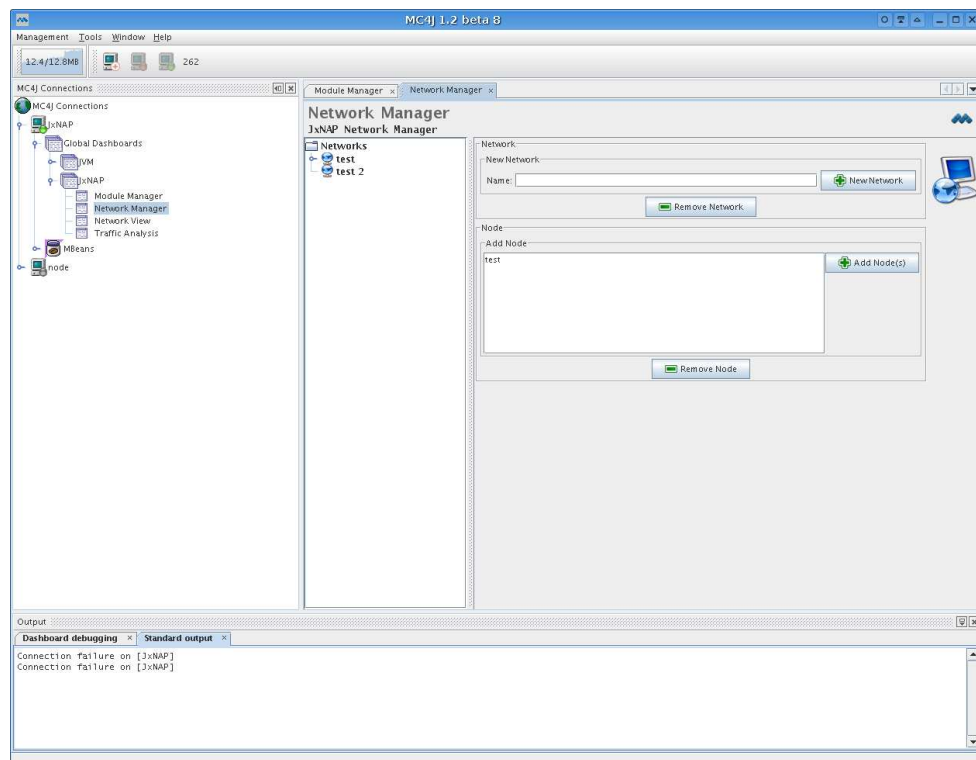 MC4J 1.2 beta 8
Management Tools Window Help
12.4/12.8MB 262
MC4J Connections
MC4J Connections
JxNAP
Global Dashboards
JVM
JxNAP
Module Manager
Network Manager
Network View
Traffic Analysis
MBeans
node
Module Manager x Network Manager x
Network Manager
JxNAP Network Manager
Networks
test
test 2
Network
New Network
Name: New Network
Remove Network
Node
Add Node
test
Add Node(s)
Remove Node
Output
Dashboard debugging x Standard output x
Connection failure on [JxNAP]
Connection failure on [JxNAP]